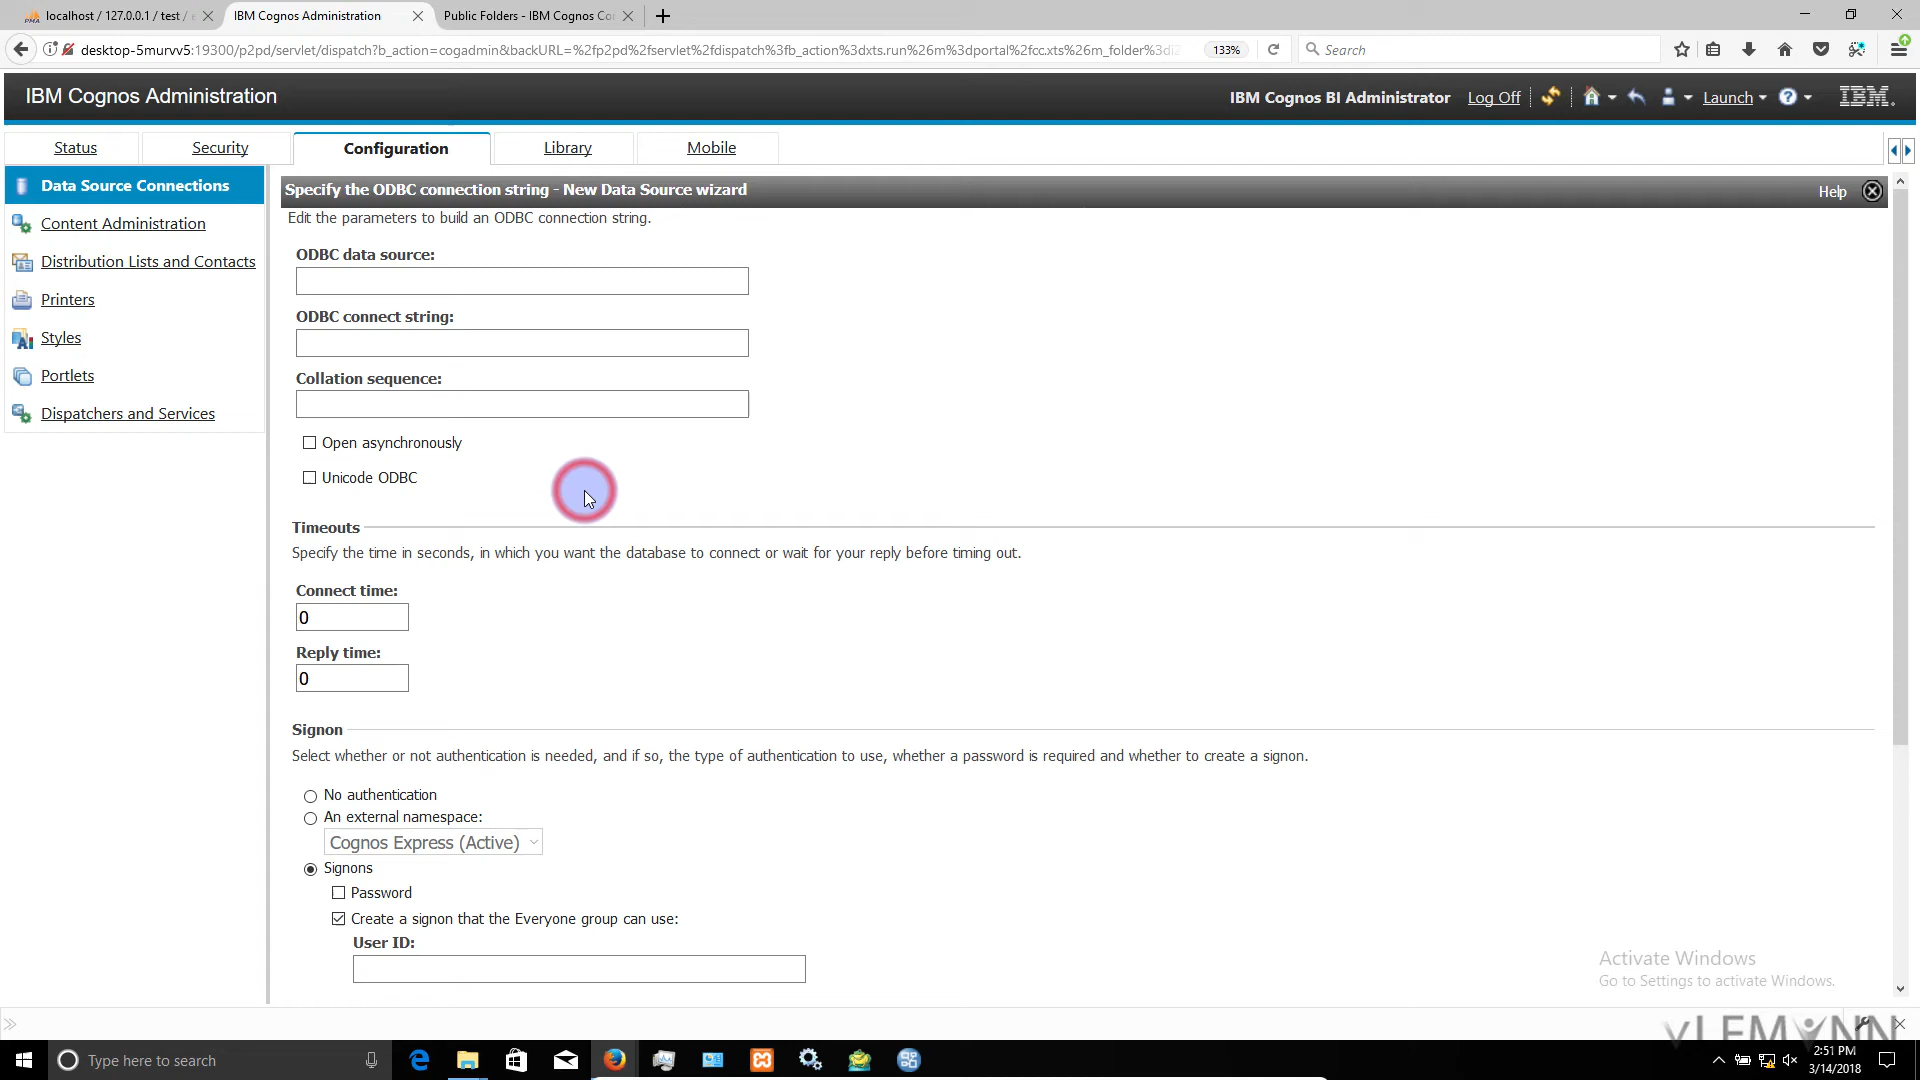 localhost / 127.0.0.1 / test /
IBM Cognos Administration
Public Folders - IBM Cognos Co
desktop-5murvv5:19300/p2pd/servlet/dispatch?b_action=cogadmin&backURL=%2fp2pd%2fservlet%2fdispatch%3fb_action%3dxts.run%26m%3dportal%2fcc.xts%26m_folder%3di2
133%
Search
IBM Cognos Administration
IBM Cognos BI Administrator
Log Off
Launch
IBM
Status
Security
Configuration
Library
Mobile
Data Source Connections
Content Administration
Distribution Lists and Contacts
Printers
Styles
Portlets
Dispatchers and Services
Specify the ODBC connection string - New Data Source wizard
Help
Edit the parameters to build an ODBC connection string.
ODBC data source:
ODBC connect string:
Collation sequence:
Open asynchronously
Unicode ODBC
Timeouts
Specify the time in seconds, in which you want the database to connect or wait for your reply before timing out.
Connect time:
0
Reply time:
0
Signon
Select whether or not authentication is needed, and if so, the type of authentication to use, whether a password is required and whether to create a signon.
No authentication
An external namespace:
Cognos Express (Active)
Signons
Password
Create a signon that the Everyone group can use:
User ID:
Activate Windows
Go to Settings to activate Windows.
Type here to search
2:51 PM
3/14/2018